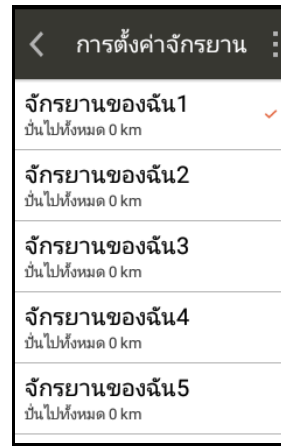 การตั้งค่าจักรยาน
จักรยานของฉัน1
ปั่นไปทั้งหมด 0 km
จักรยานของฉัน2
ปั่นไปทั้งหมด 0 km
จักรยานของฉัน3
ปั่นไปทั้งหมด 0 km
จักรยานของฉัน4
ปั่นไปทั้งหมด 0 km
จักรยานของฉัน5
ปั่นไปทั้งหมด 0 km